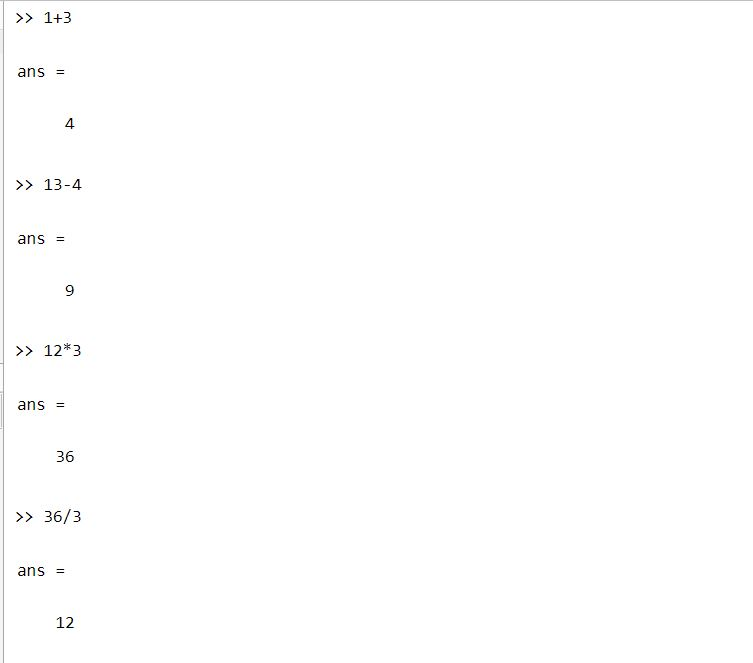 >> 1+3
ans =
4
>> 13-4
ans =
9
>> 12*3
ans =
36
>> 36/3
ans =
12